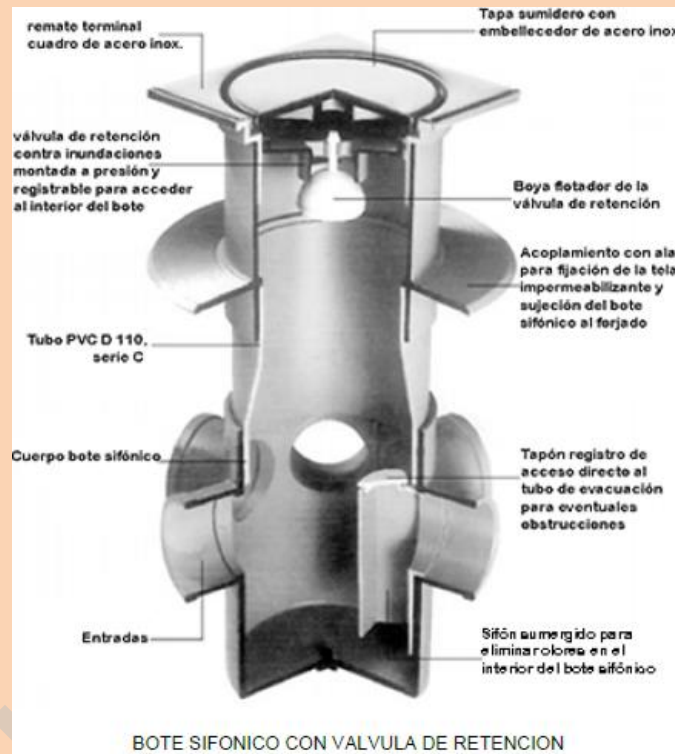 remate terminal
cuadro de acero inox.
Tapa sumidero con
embellecedor de acero inox
válvula de retención
contra inundaciones
montada a presión y
registrable para acceder
al interior del bote
Boya flotador de la
válvula de retención
Acoplamiento con ala
para fijación de la tela
impermeabilizante y
sujeción del bote
sifónico al forjado
Tubo PVC D 110,
serie C
Cuerpo bote sifónico
Tapón registro de
acceso directo al
tubo de evacuación
para eventuales
obstrucciones
Entradas
Sifón sumergido para
eliminar olores en el
interior del bote sifónico
BOTE SIFONICO CON VALVULA DE RETENCION